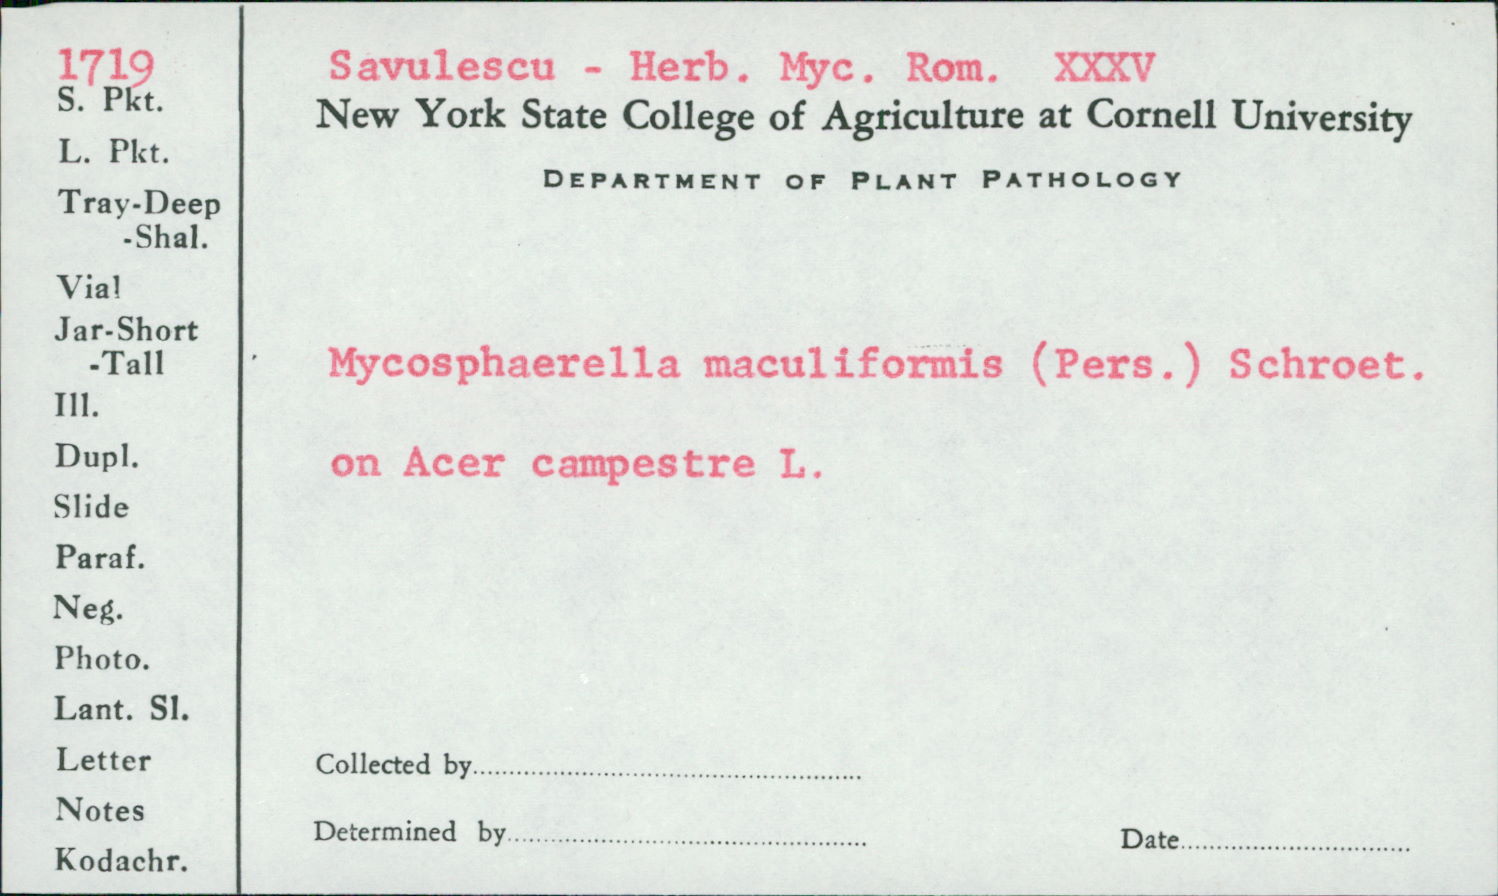 1719
S. Pkt.
L. Pkt.
Tray-Deep
-Shal.
Vial
Jar-Short
-Tall
Ill.
Dupl.
Slide
Paraf.
Neg.
Photo.
Lant. Sl.
Letter
Notes
Kodachr.
Savulescu - Herb. Myc. Rom. XXXV
New York State College of Agriculture at Cornell University
DEPARTMENT OF PLANT PATHOLOGY
Mycosphaerella maculiformis (Pers.) Schroet.
on Acer campestre L.
Collected by
Determined by
Date